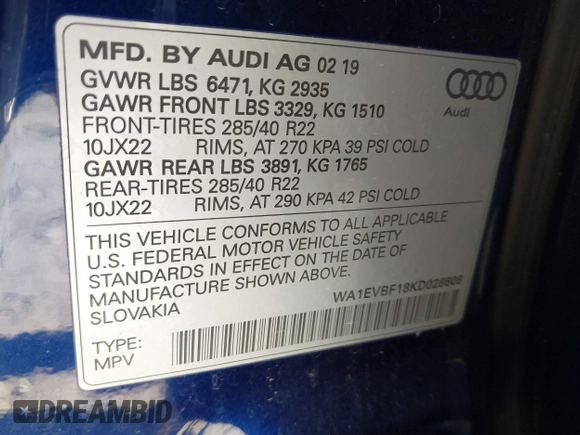 MFD. BY AUDI AG 02 19
GVWR LBS 6471, KG 2935
GAWR FRONT LBS 3329, KG 1510
FRONT-TIRES 285/40 R22
10JX22 RIMS, AT 270 KPA 39 PSI COLD
GAWR REAR LBS 3891, KG 1765
REAR-TIRES 285/40 R22
10JX22 RIMS, AT 290 KPA 42 PSI COLD
Audi
THIS VEHICLE CONFORMS TO ALL APPLICABLE
U.S. FEDERAL MOTOR VEHICLE SAFETY
STANDARDS IN EFFECT ON THE DATE OF
MANUFACTURE SHOWN ABOVE.
SLOVAKIA
WA1EVBF18KD028606
TYPE:
MPV
DREAMBID